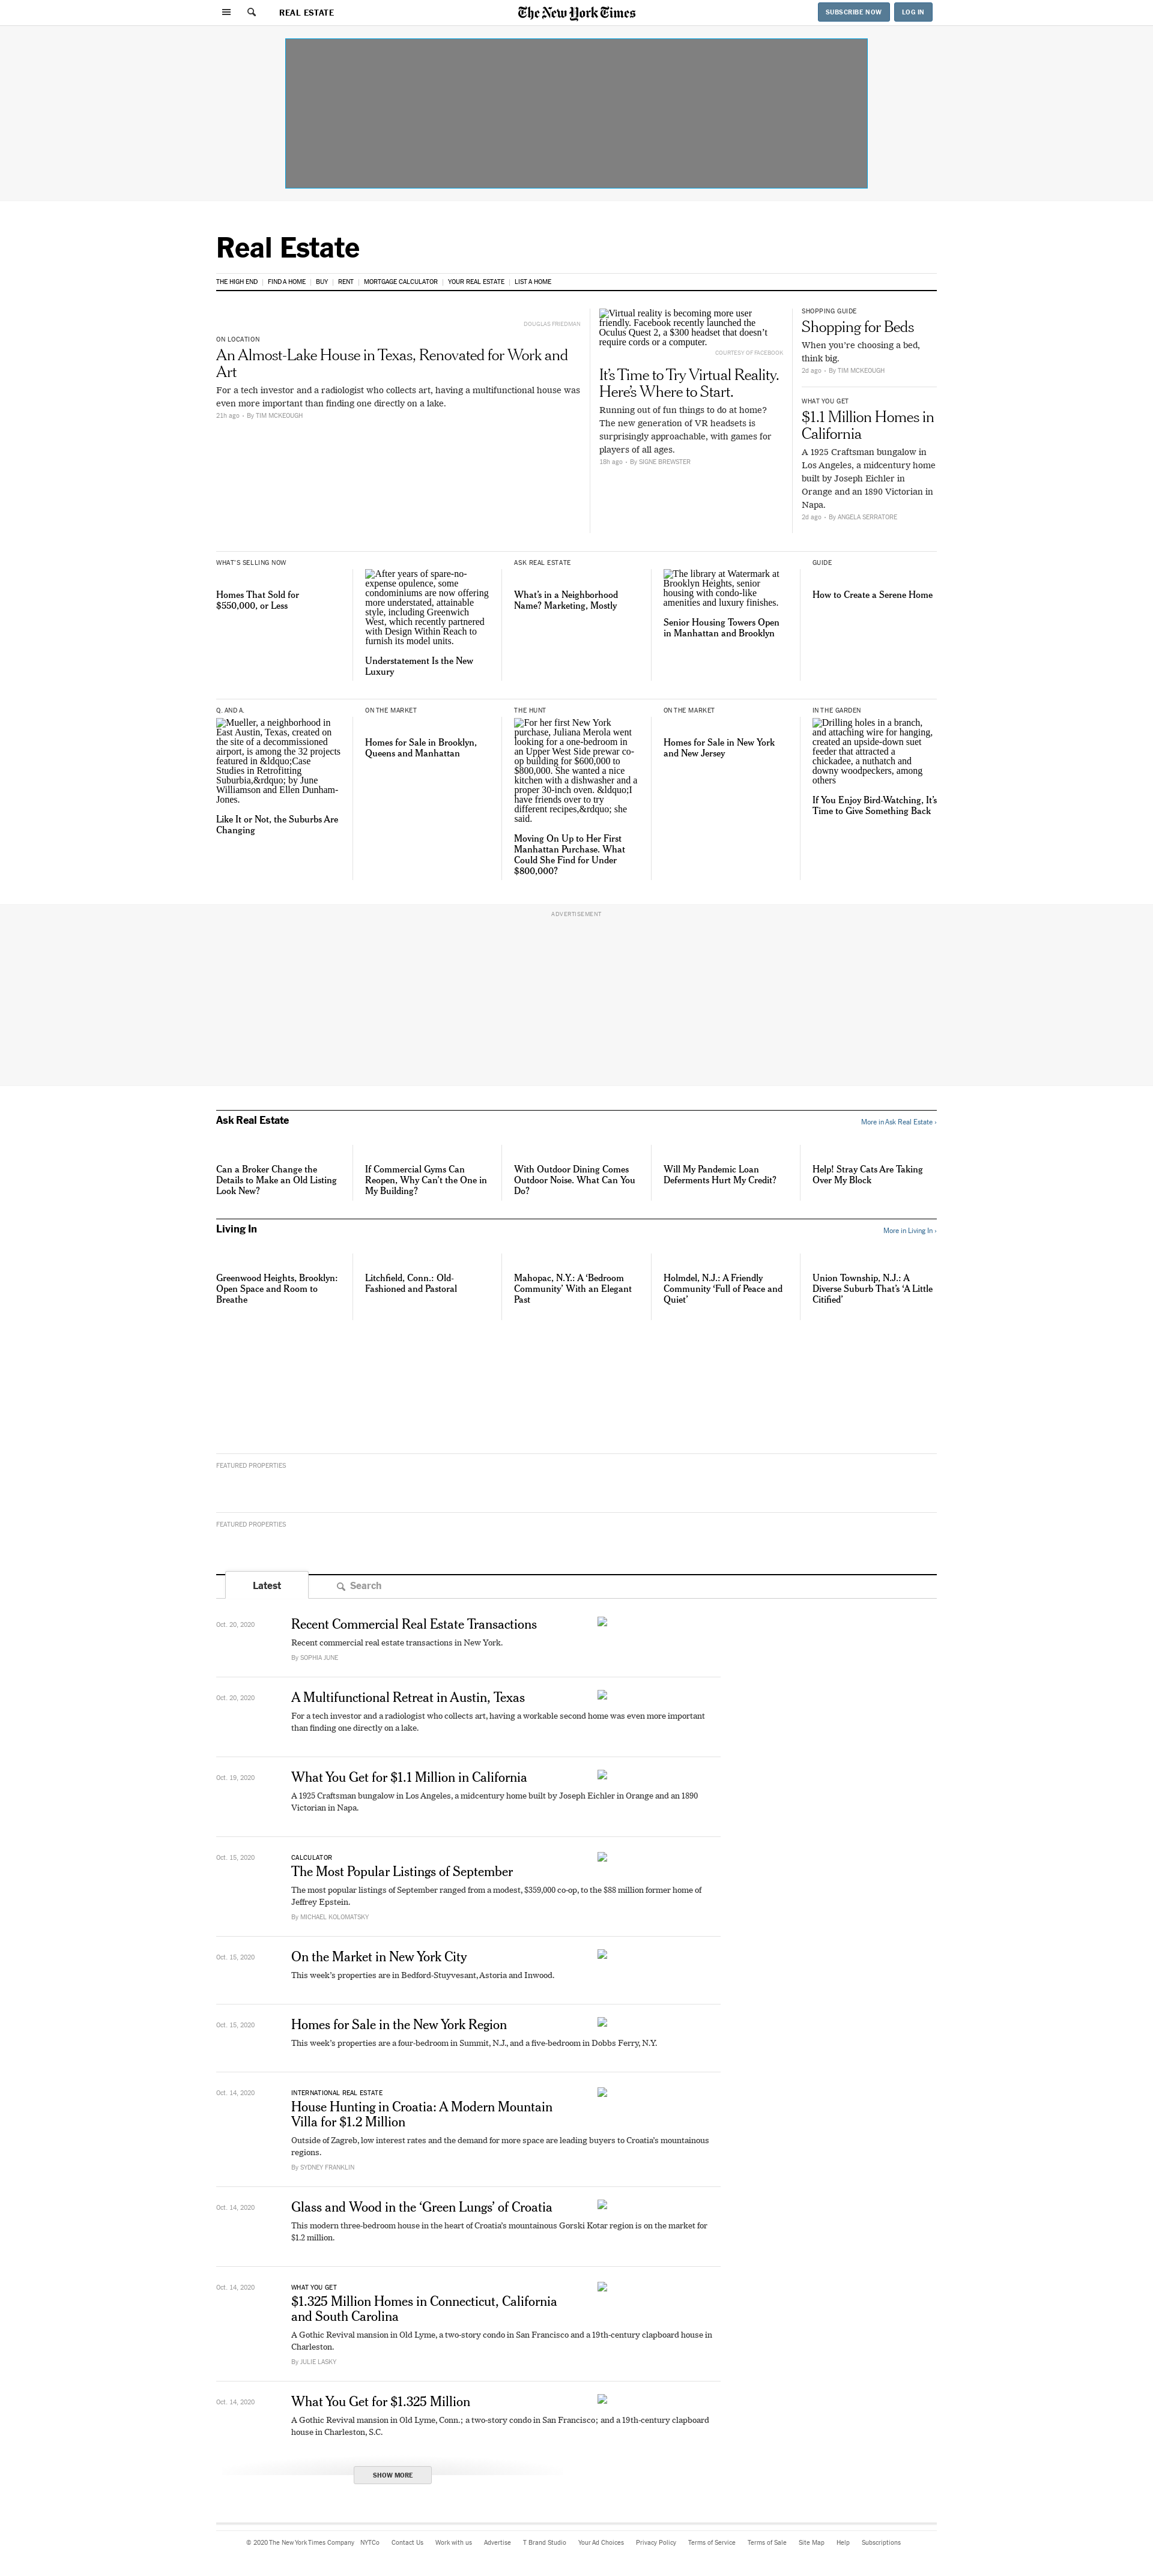 REAL ESTATE
The New York Times
SUBSCRIBE NOW
LOG IN
Real Estate
THE HIGH END
FIND A HOME
BUY
RENT
MORTGAGE CALCULATOR
YOUR REAL ESTATE
LIST A HOME
DOUGLAS FRIEDMAN
ON LOCATION
An Almost-Lake House in Texas, Renovated for Work and
Art
For a tech investor and a radiologist who collects art, having a multifunctional house was
even more important than finding one directly on a lake.
21h ago • By TIM MCKEOUGH
Virtual reality is becoming more user
friendly. Facebook recently launched the
Oculus Quest 2, a $300 headset that doesn’t
require cords or a computer.
COURTESY OF FACEBOOK
It’s Time to Try Virtual Reality.
Here’s Where to Start.
Running out of fun things to do at home?
The new generation of VR headsets is
surprisingly approachable, with games for
players of all ages.
18h ago • By SIGNE BREWSTER
SHOPPING GUIDE
Shopping for Beds
When you’re choosing a bed,
think big.
2d ago • By TIM MCKEOUGH
WHAT YOU GET
$1.1 Million Homes in
California
A 1925 Craftsman bungalow in
Los Angeles, a midcentury home
built by Joseph Eichler in
Orange and an 1890 Victorian in
Napa.
2d ago • By ANGELA SERRATORE
WHAT’S SELLING NOW
Homes That Sold for
$550,000, or Less
After years of spare-no-
expense opulence, some
condominiums are now offering
more understated, attainable
style, including Greenwich
West, which recently partnered
with Design Within Reach to
furnish its model units.
Understatement Is the New
Luxury
ASK REAL ESTATE
What’s in a Neighborhood
Name? Marketing, Mostly
The library at Watermark at
Brooklyn Heights, senior
housing with condo-like
amenities and luxury finishes.
Senior Housing Towers Open
in Manhattan and Brooklyn
GUIDE
How to Create a Serene Home
Q. AND A.
Mueller, a neighborhood in
East Austin, Texas, created on
the site of a decommissioned
airport, is among the 32 projects
featured in &ldquo;Case
Studies in Retrofitting
Suburbia,&rdquo; by June
Williamson and Ellen Dunham-
Jones.
Like It or Not, the Suburbs Are
Changing
ON THE MARKET
Homes for Sale in Brooklyn,
Queens and Manhattan
THE HUNT
For her first New York
purchase, Juliana Merola went
looking for a one-bedroom in
an Upper West Side prewar co-
op building for $600,000 to
$800,000. She wanted a nice
kitchen with a dishwasher and a
proper 30-inch oven. &ldquo;I
have friends over to try
different recipes,&rdquo; she
said.
Moving On Up to Her First
Manhattan Purchase. What
Could She Find for Under
$800,000?
ON THE MARKET
Homes for Sale in New York
and New Jersey
IN THE GARDEN
Drilling holes in a branch,
and attaching wire for hanging,
created an upside-down suet
feeder that attracted a
chickadee, a nuthatch and
downy woodpeckers, among
others
If You Enjoy Bird-Watching, It’s
Time to Give Something Back
ADVERTISEMENT
Ask Real Estate
More in Ask Real Estate ›
Can a Broker Change the
Details to Make an Old Listing
Look New?
If Commercial Gyms Can
Reopen, Why Can’t the One in
My Building?
With Outdoor Dining Comes
Outdoor Noise. What Can You
Do?
Will My Pandemic Loan
Deferments Hurt My Credit?
Help! Stray Cats Are Taking
Over My Block
Living In
More in Living In ›
Greenwood Heights, Brooklyn:
Open Space and Room to
Breathe
Litchfield, Conn.: Old-
Fashioned and Pastoral
Mahopac, N.Y.: A ‘Bedroom
Community’ With an Elegant
Past
Holmdel, N.J.: A Friendly
Community ‘Full of Peace and
Quiet’
Union Township, N.J.: A
Diverse Suburb That’s ‘A Little
Citified’
FEATURED PROPERTIES
FEATURED PROPERTIES
Latest
Search
Oct. 20, 2020
Recent Commercial Real Estate Transactions
Recent commercial real estate transactions in New York.
By SOPHIA JUNE
Oct. 20, 2020
A Multifunctional Retreat in Austin, Texas
For a tech investor and a radiologist who collects art, having a workable second home was even more important
than finding one directly on a lake.
Oct. 19, 2020
What You Get for $1.1 Million in California
A 1925 Craftsman bungalow in Los Angeles, a midcentury home built by Joseph Eichler in Orange and an 1890
Victorian in Napa.
Oct. 15, 2020
CALCULATOR
The Most Popular Listings of September
The most popular listings of September ranged from a modest, $359,000 co-op, to the $88 million former home of
Jeffrey Epstein.
By MICHAEL KOLOMATSKY
Oct. 15, 2020
On the Market in New York City
This week’s properties are in Bedford-Stuyvesant, Astoria and Inwood.
Oct. 15, 2020
Homes for Sale in the New York Region
This week’s properties are a four-bedroom in Summit, N.J., and a five-bedroom in Dobbs Ferry, N.Y.
Oct. 14, 2020
INTERNATIONAL REAL ESTATE
House Hunting in Croatia: A Modern Mountain
Villa for $1.2 Million
Outside of Zagreb, low interest rates and the demand for more space are leading buyers to Croatia’s mountainous
regions.
By SYDNEY FRANKLIN
Oct. 14, 2020
Glass and Wood in the ‘Green Lungs’ of Croatia
This modern three-bedroom house in the heart of Croatia’s mountainous Gorski Kotar region is on the market for
$1.2 million.
Oct. 14, 2020
WHAT YOU GET
$1.325 Million Homes in Connecticut, California
and South Carolina
A Gothic Revival mansion in Old Lyme, a two-story condo in San Francisco and a 19th-century clapboard house in
Charleston.
By JULIE LASKY
Oct. 14, 2020
What You Get for $1.325 Million
A Gothic Revival mansion in Old Lyme, Conn.; a two-story condo in San Francisco; and a 19th-century clapboard
house in Charleston, S.C.
SHOW MORE
© 2020 The New York Times Company
NYTCo
Contact Us
Work with us
Advertise
T Brand Studio
Your Ad Choices
Privacy Policy
Terms of Service
Terms of Sale
Site Map
Help
Subscriptions